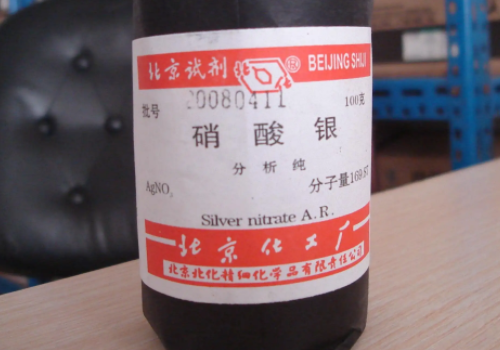 北京试剂 BEIJING SHIJI
批号 20080411 100克
硝酸银
分析纯
AgNO3 分子量169.87
Silver nitrate A.R.
北京化工厂
北京北化精细化学品有限责任公司